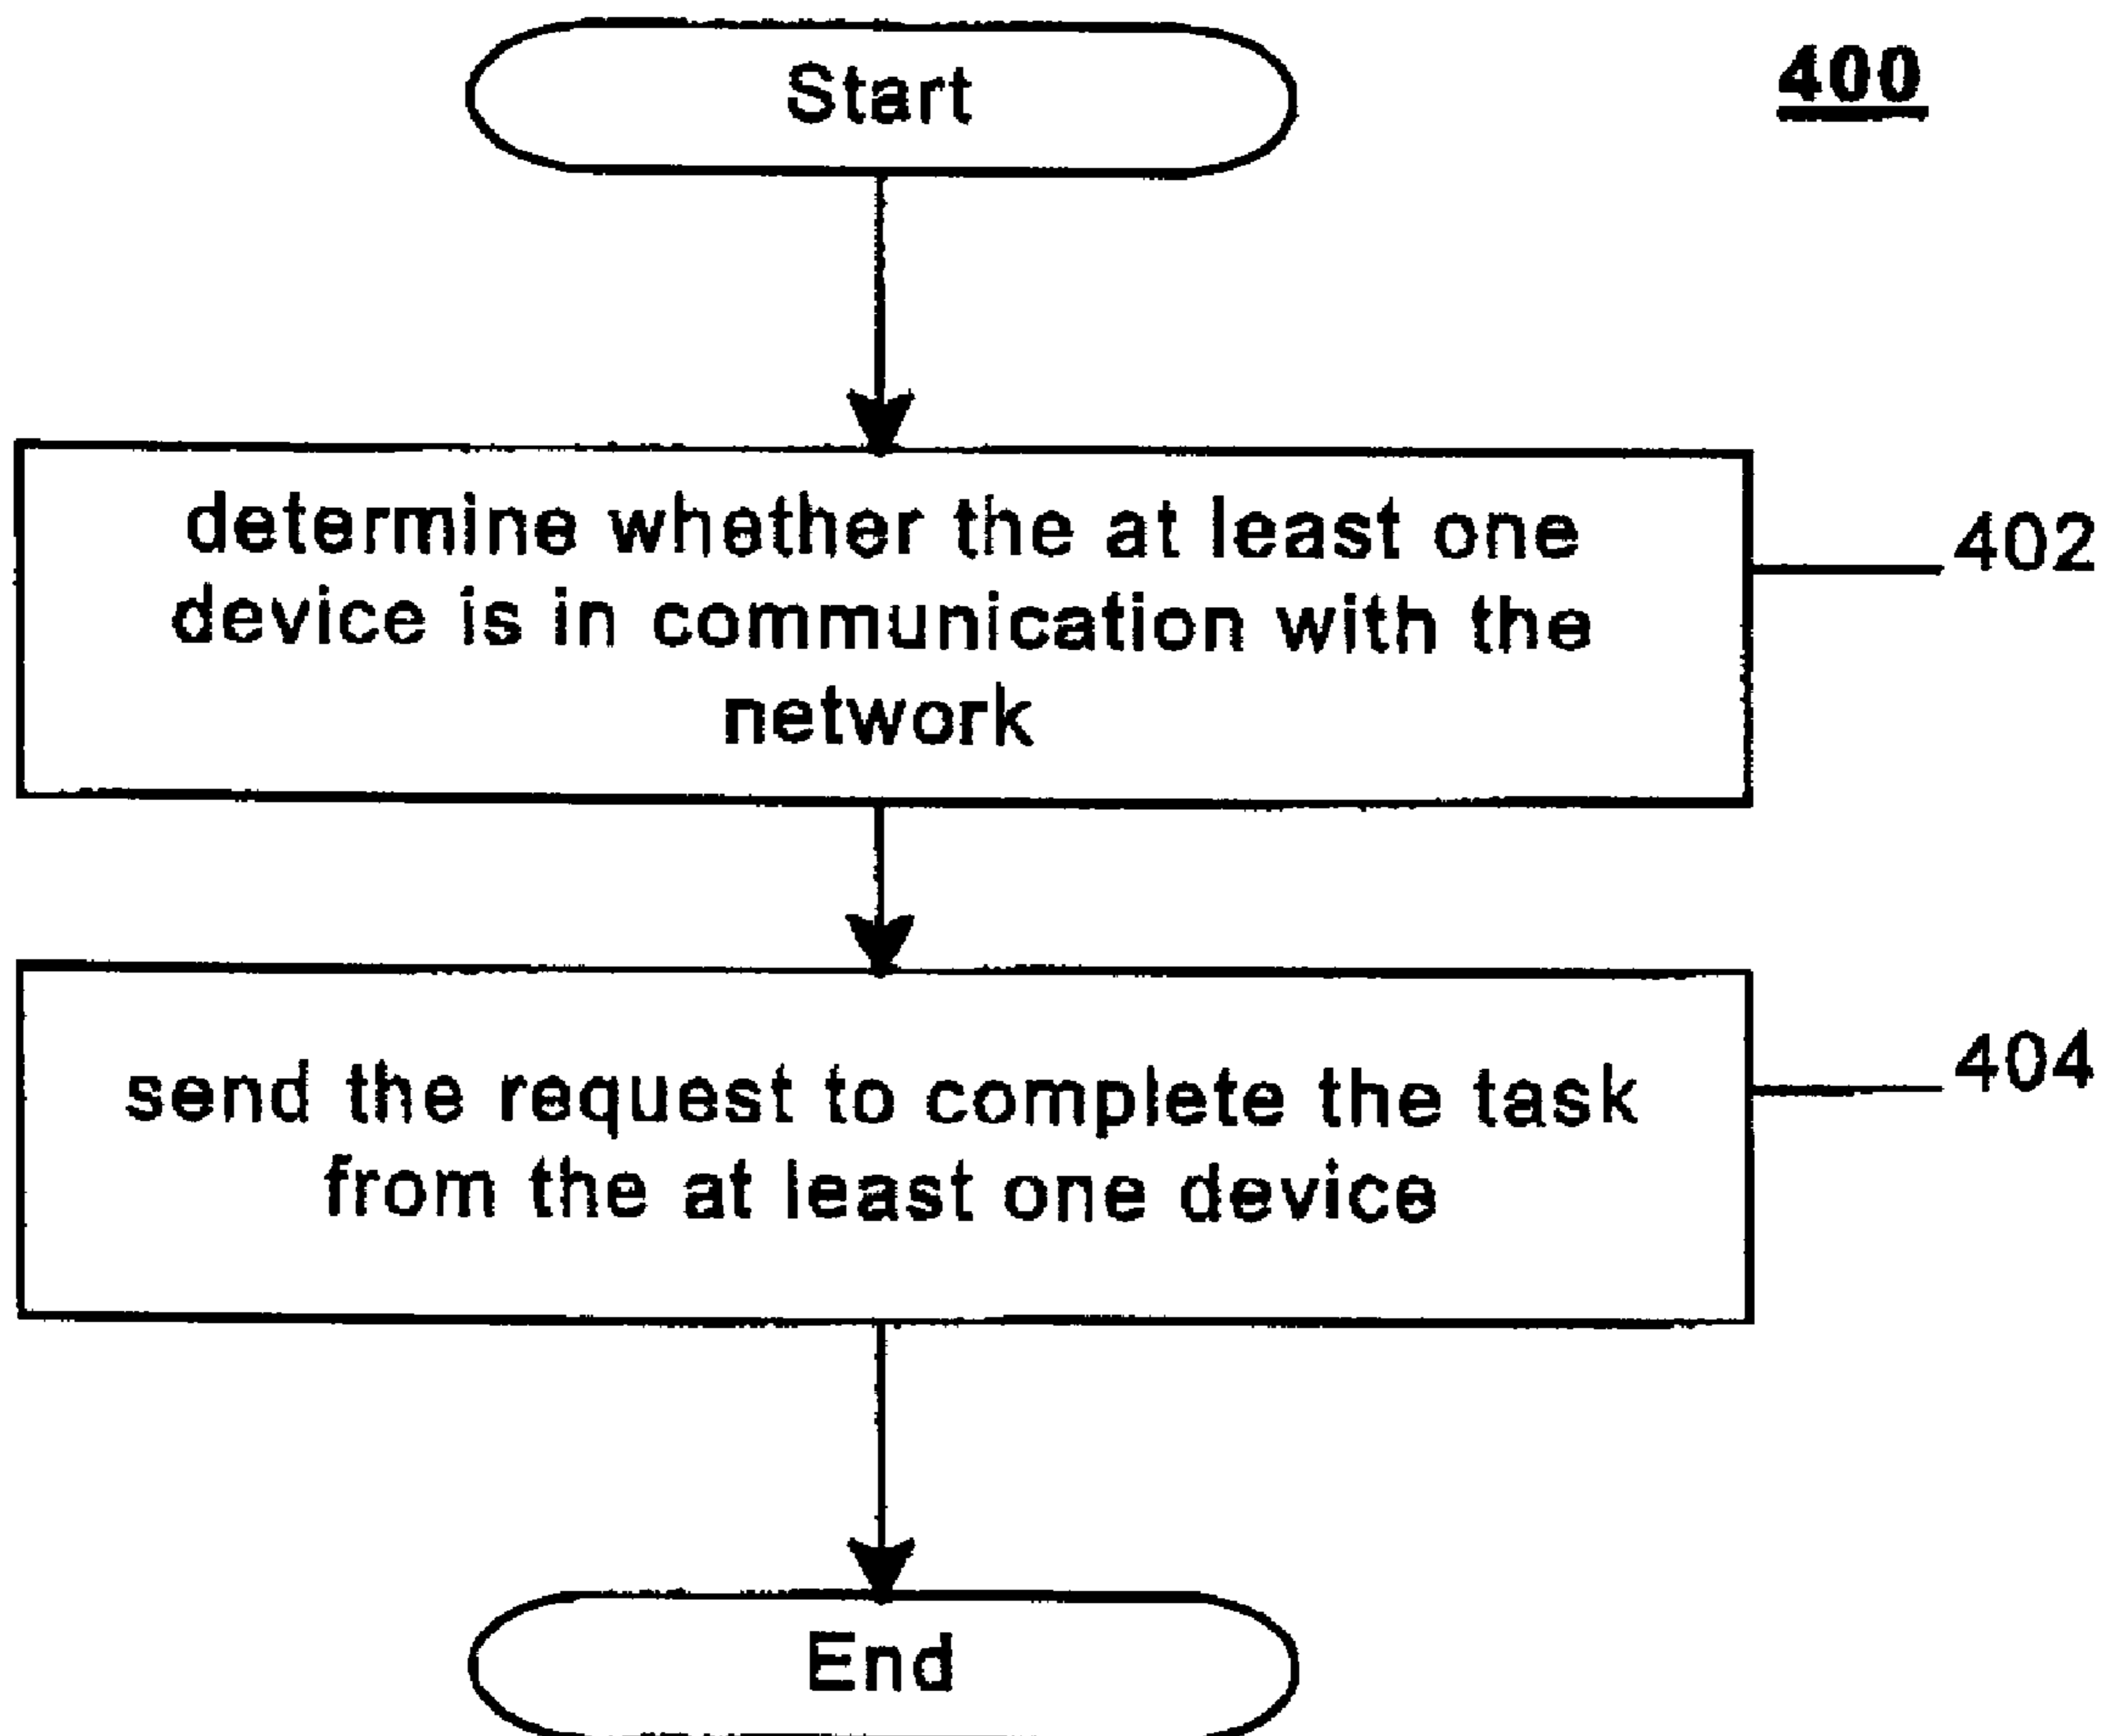 Start
400
determine whether the at least one
device is in communication with the
network
402
send the request to complete the task
from the at least one device
404
End